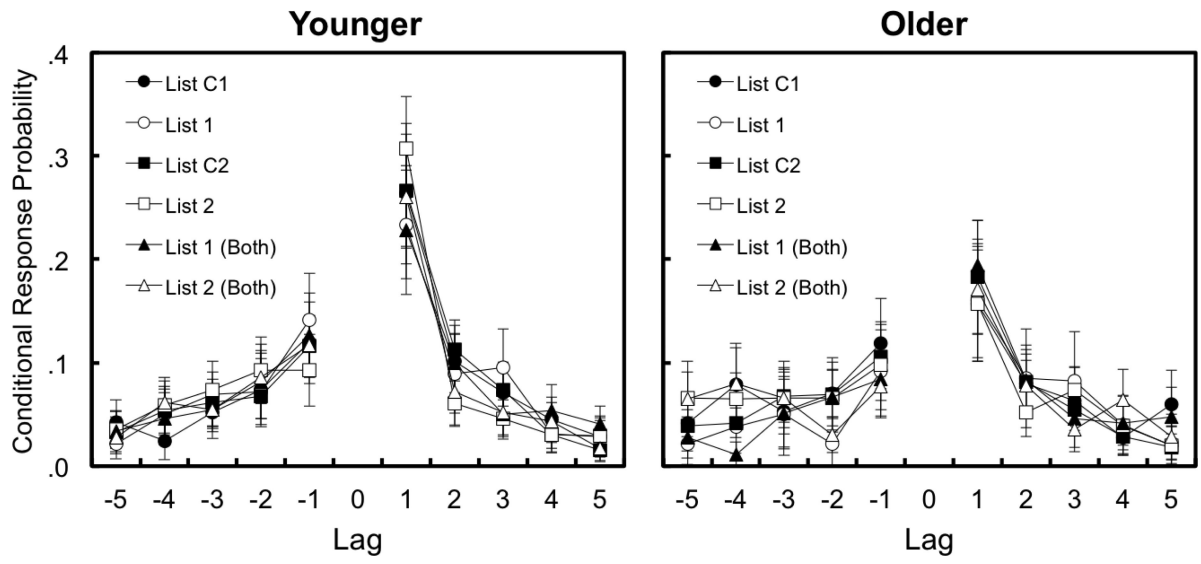 Younger
Older
Conditional Response Probability
.4
.3
.2
.1
.0
List C1
List 1
List C2
List 2
List 1 (Both)
List 2 (Both)
-5 -4 -3 -2 -1 0 1 2 3 4 5
Lag
List C1
List 1
List C2
List 2
List 1 (Both)
List 2 (Both)
-5 -4 -3 -2 -1 0 1 2 3 4 5
Lag